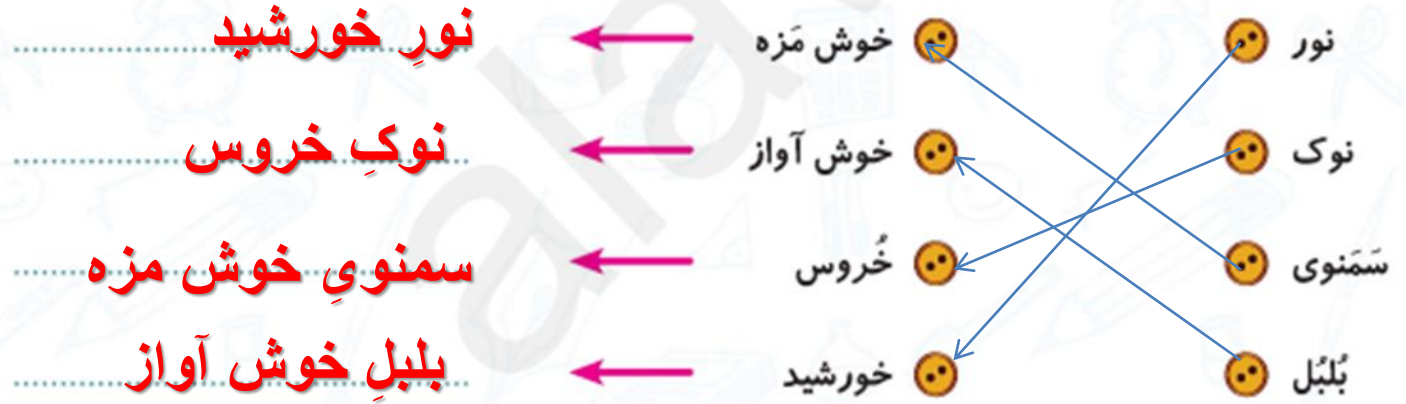 نور خوش مَزه نورِ خورشید
نوک خوش آواز نوکِ خروس
سَمَنوی خُروس سمنویِ خوش مزه
بُلبُل خورشید بلبلِ خوش آواز